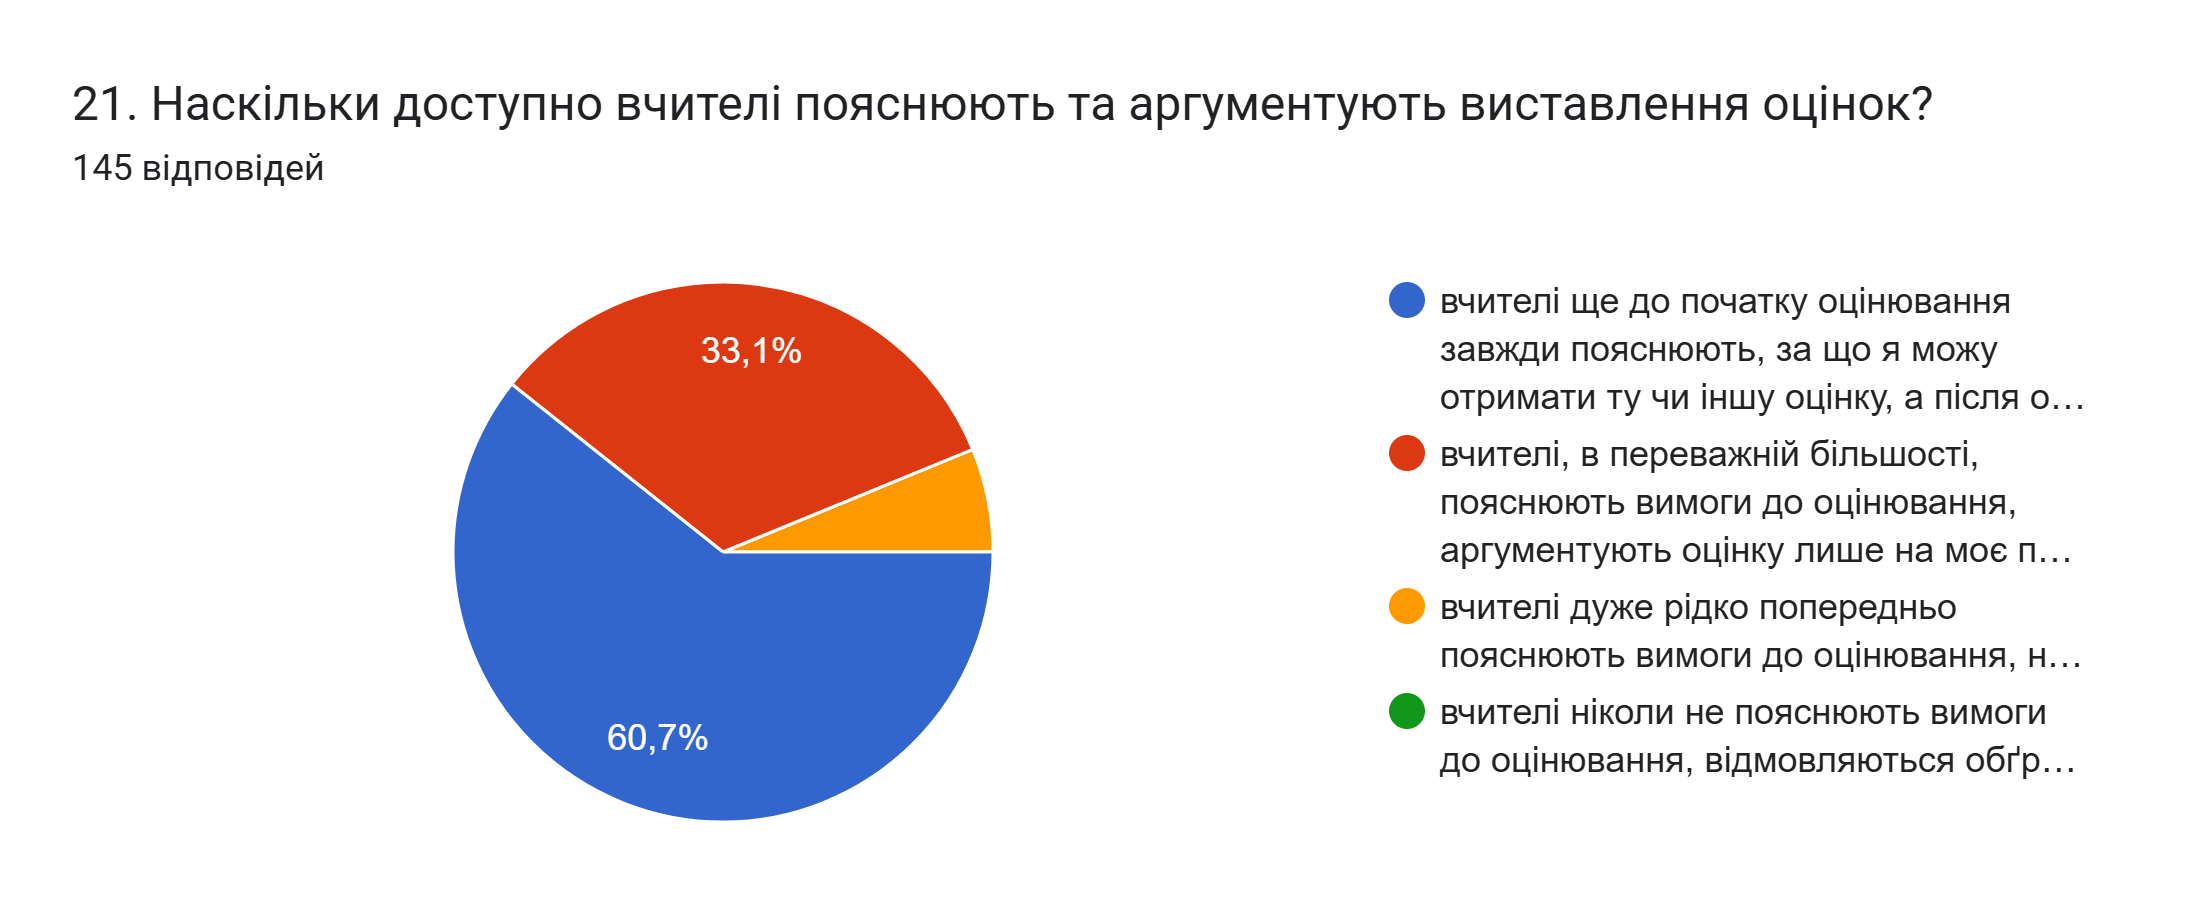 21. Наскільки доступно вчителі пояснюють та аргументують виставлення оцінок?
145 відповідей
33,1%
60,7%
вчителі ще до початку оцінювання
завжди пояснюють, за що я можу
отримати ту чи іншу оцінку, а після о…
вчителі, в переважній більшості,
пояснюють вимоги до оцінювання,
аргументують оцінку лише на моє п…
вчителі дуже рідко попередньо
пояснюють вимоги до оцінювання, н…
вчителі ніколи не пояснюють вимоги
до оцінювання, відмовляються обґр…